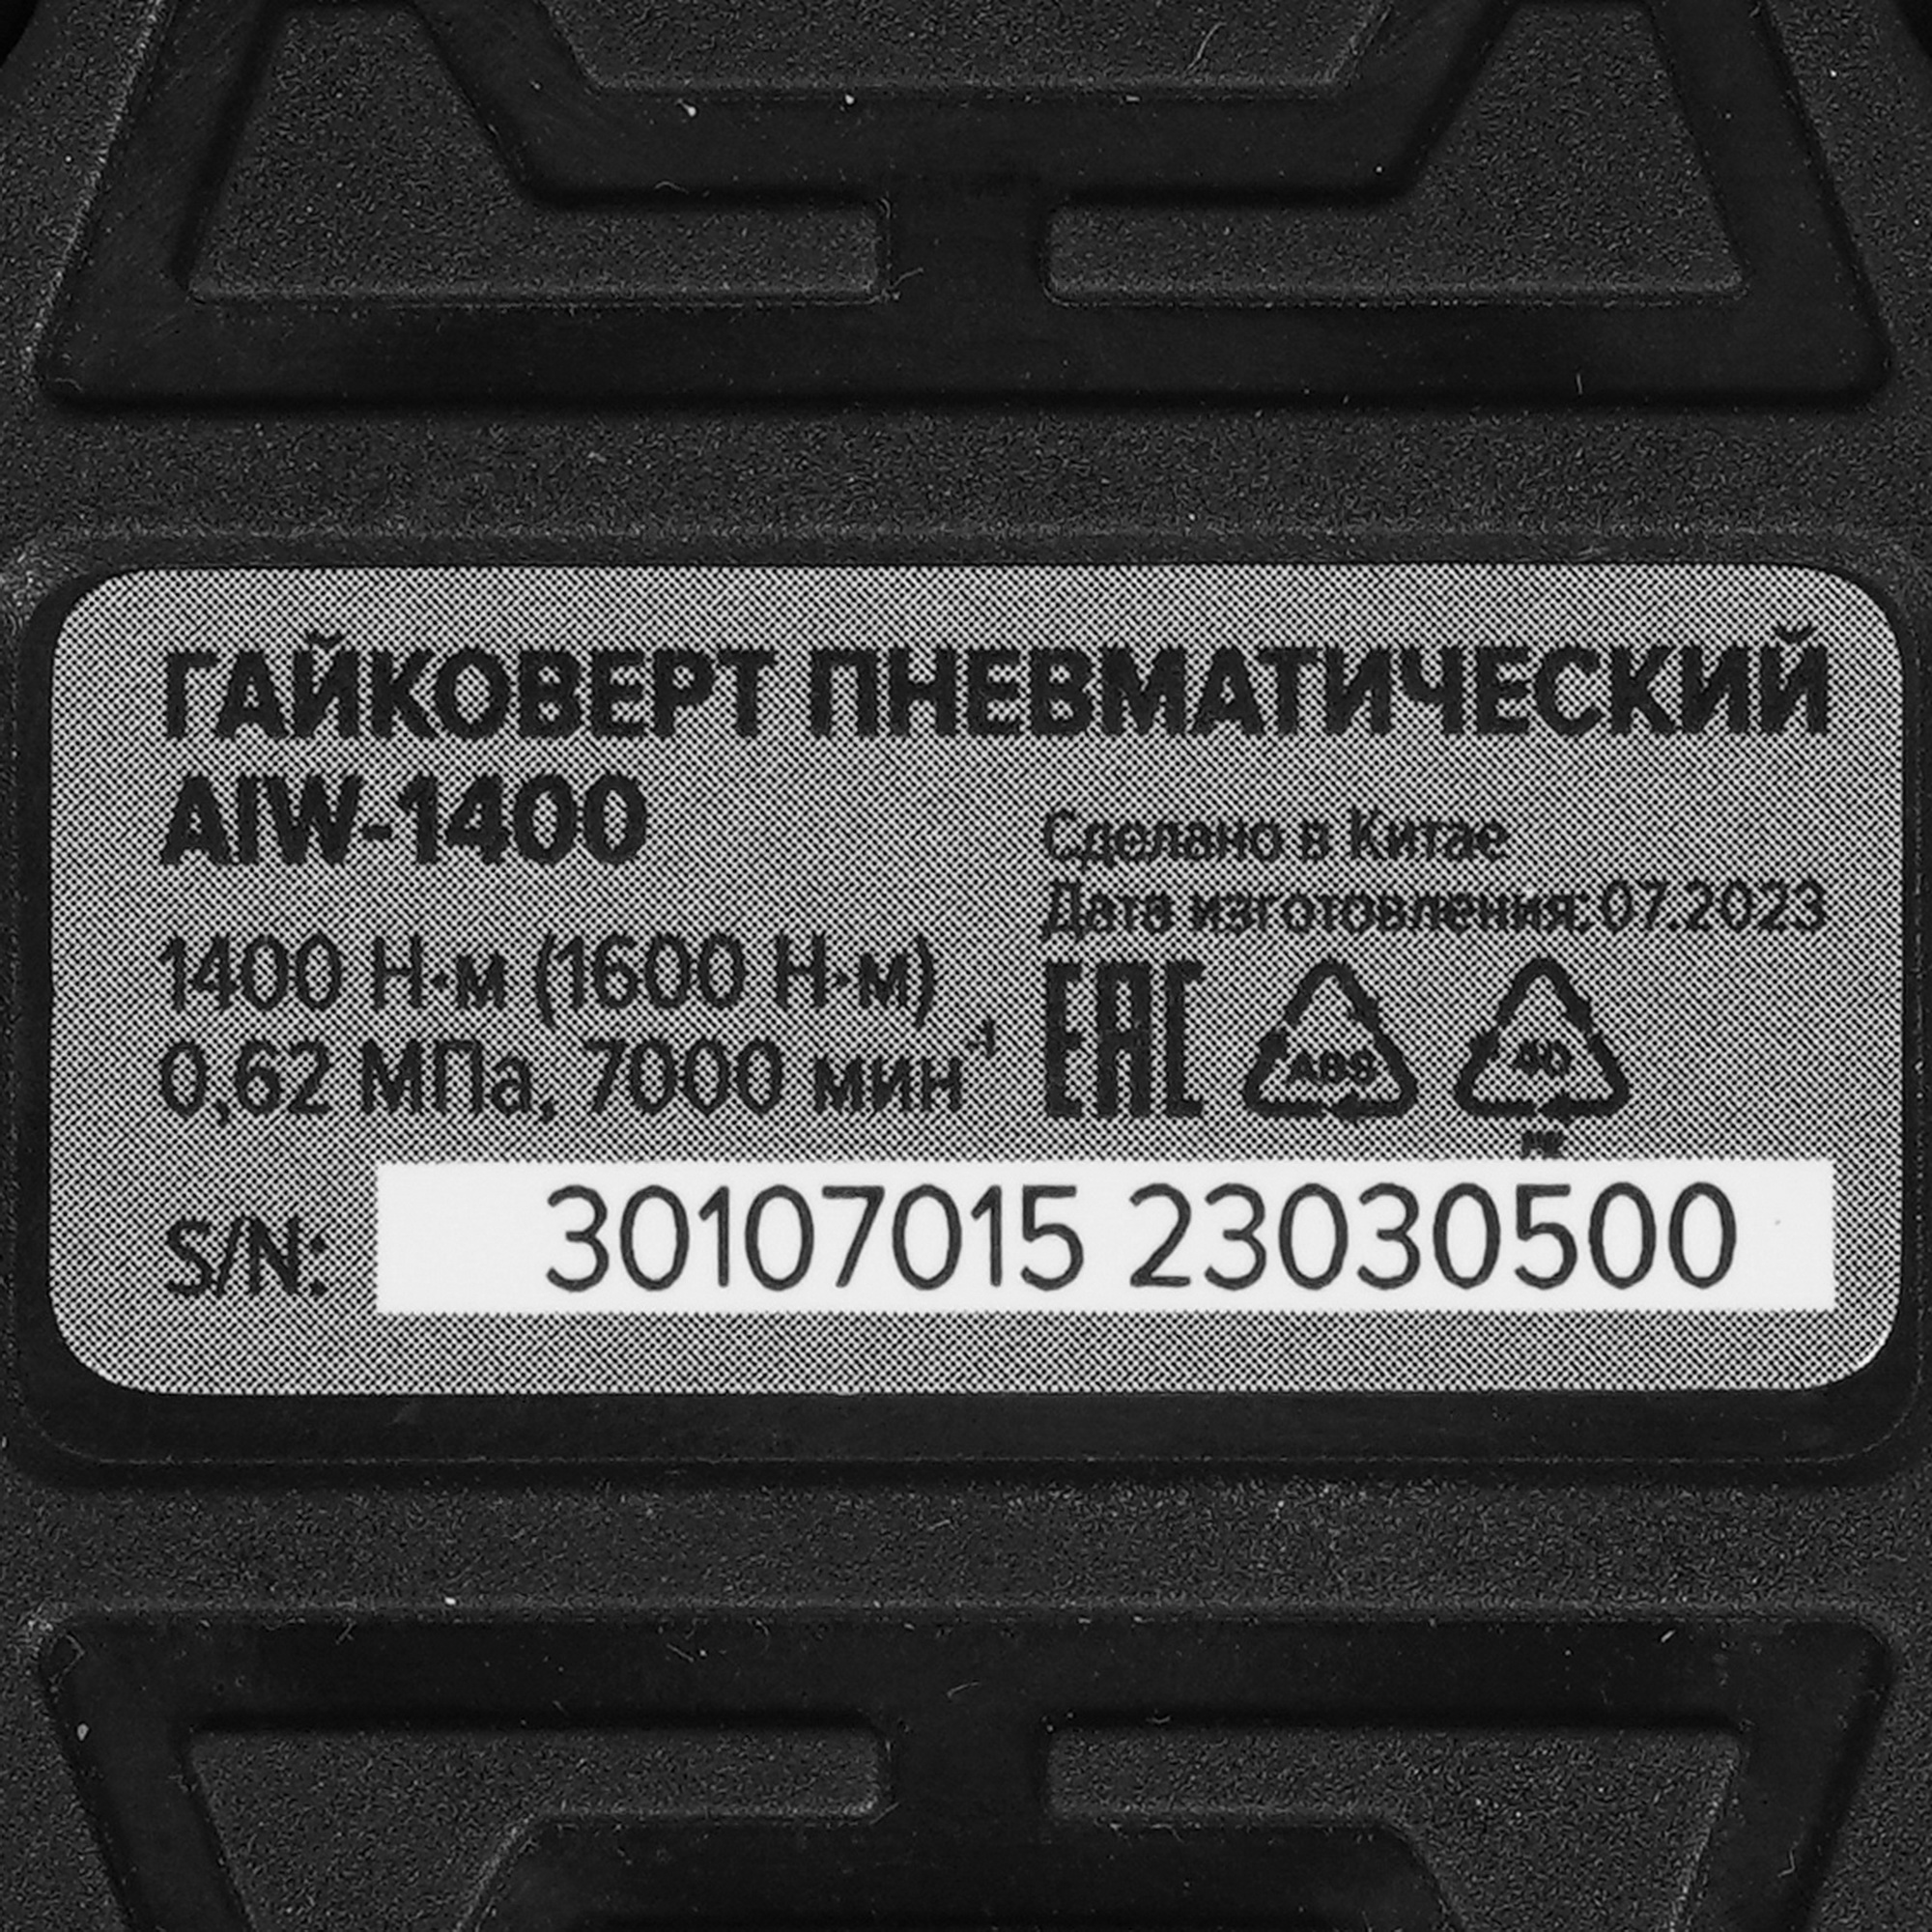 ГАЙКОВЕРТ ПНЕВМАТИЧЕСКИЙ
AIW-1400
Сделано в Китае
Дата изготовления: 07.2023
1400 Н·м (1600 Н·м)
0,62 МПа, 7000 мин⁻¹
EAC
ABS
40
S/N: 30107015 23030500